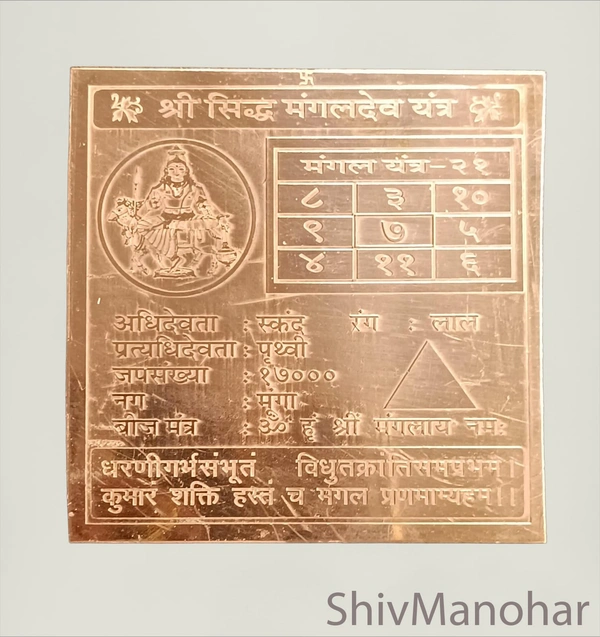 卐
श्री सिद्ध मंगलदेव यंत्र
मंगल यंत्र-२१
८ ३ १०
९ ७ ५
४ ११ ६
अधिदेवता : स्कंद रंग : लाल
प्रत्यधिदेवता : पृथ्वी
जपसंख्या : १७०००
नग : मूंगा
बीज मंत्र : ॐ हृं श्रीं मंगलाय नमः
धरणीगर्भसंभूतं विधुतक्रांतिसमप्रभम।
कुमारं शक्ति हस्तं च मंगल प्रणमाम्यहम।।
ShivManohar